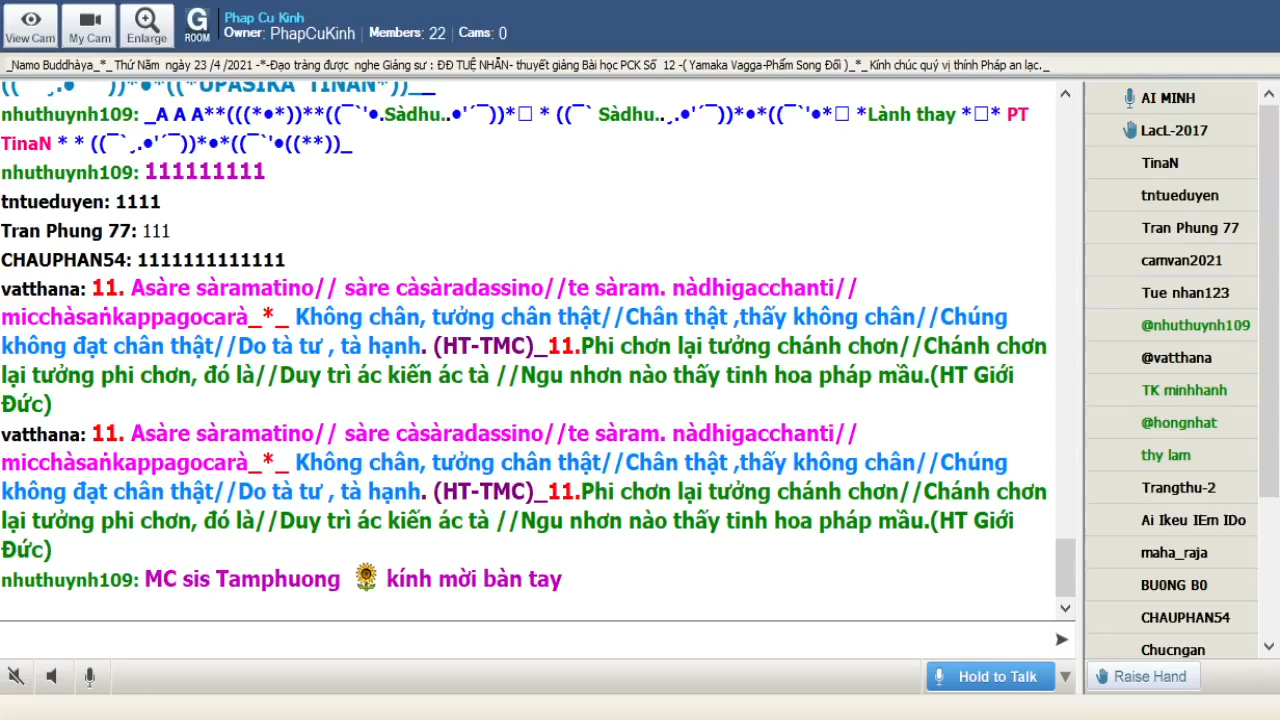 View Cam
My Cam
Enlarge
G
ROOM
Phap Cu Kinh
Owner: PhapCuKinh | Members: 22 | Cams: 0
_Namo Buddhàya_*_ Thứ Năm ngày 23 /4 /2021 -*-Đạo tràng được nghe Giảng sư : ĐĐ TUỆ NHẪN- thuyết giảng Bài học PCK Số 12 -( Yamaka Vagga-Phẩm Song Đối )_*_ Kính chúc quý vị thính Pháp an lạc._
nhuthuynh109: _A A A**(((*●*))**((¯`'●.Sàdhu..●'´¯))*□ * ((¯` Sàdhu..¸.●'´¯))*●*((¯`'●*□ *Lành thay *□* PT
TinaN * * ((¯`¸.●'´¯))*●*((¯`'●((**))_
nhuthuynh109: 111111111
tntueduyen: 1111
Tran Phung 77: 111
CHAUPHAN54: 1111111111111
vatthana: 11. Asàre sàramatino// sàre càsàradassino//te sàram. nàdhigacchanti//
micchàsaṅkappagocarà_*_ Không chân, tưởng chân thật//Chân thật ,thấy không chân//Chúng
không đạt chân thật//Do tà tư , tà hạnh. (HT-TMC)_11.Phi chơn lại tưởng chánh chơn//Chánh chơn
lại tưởng phi chơn, đó là//Duy trì ác kiến ác tà //Ngu nhơn nào thấy tinh hoa pháp mầu.(HT Giới
Đức)
vatthana: 11. Asàre sàramatino// sàre càsàradassino//te sàram. nàdhigacchanti//
micchàsaṅkappagocarà_*_ Không chân, tưởng chân thật//Chân thật ,thấy không chân//Chúng
không đạt chân thật//Do tà tư , tà hạnh. (HT-TMC)_11.Phi chơn lại tưởng chánh chơn//Chánh chơn
lại tưởng phi chơn, đó là//Duy trì ác kiến ác tà //Ngu nhơn nào thấy tinh hoa pháp mầu.(HT Giới
Đức)
nhuthuynh109: MC sis Tamphuong 🌻 kính mời bàn tay
Hold to Talk
AI MINH
LacL-2017
TinaN
tntueduyen
Tran Phung 77
camvan2021
Tue nhan123
@nhuthuynh109
@vatthana
TK minhhanh
@hongnhat
thy lam
Trangthu-2
Ai Ikeu IEm IDo
maha_raja
BU0NG B0
CHAUPHAN54
Chucngan
Raise Hand